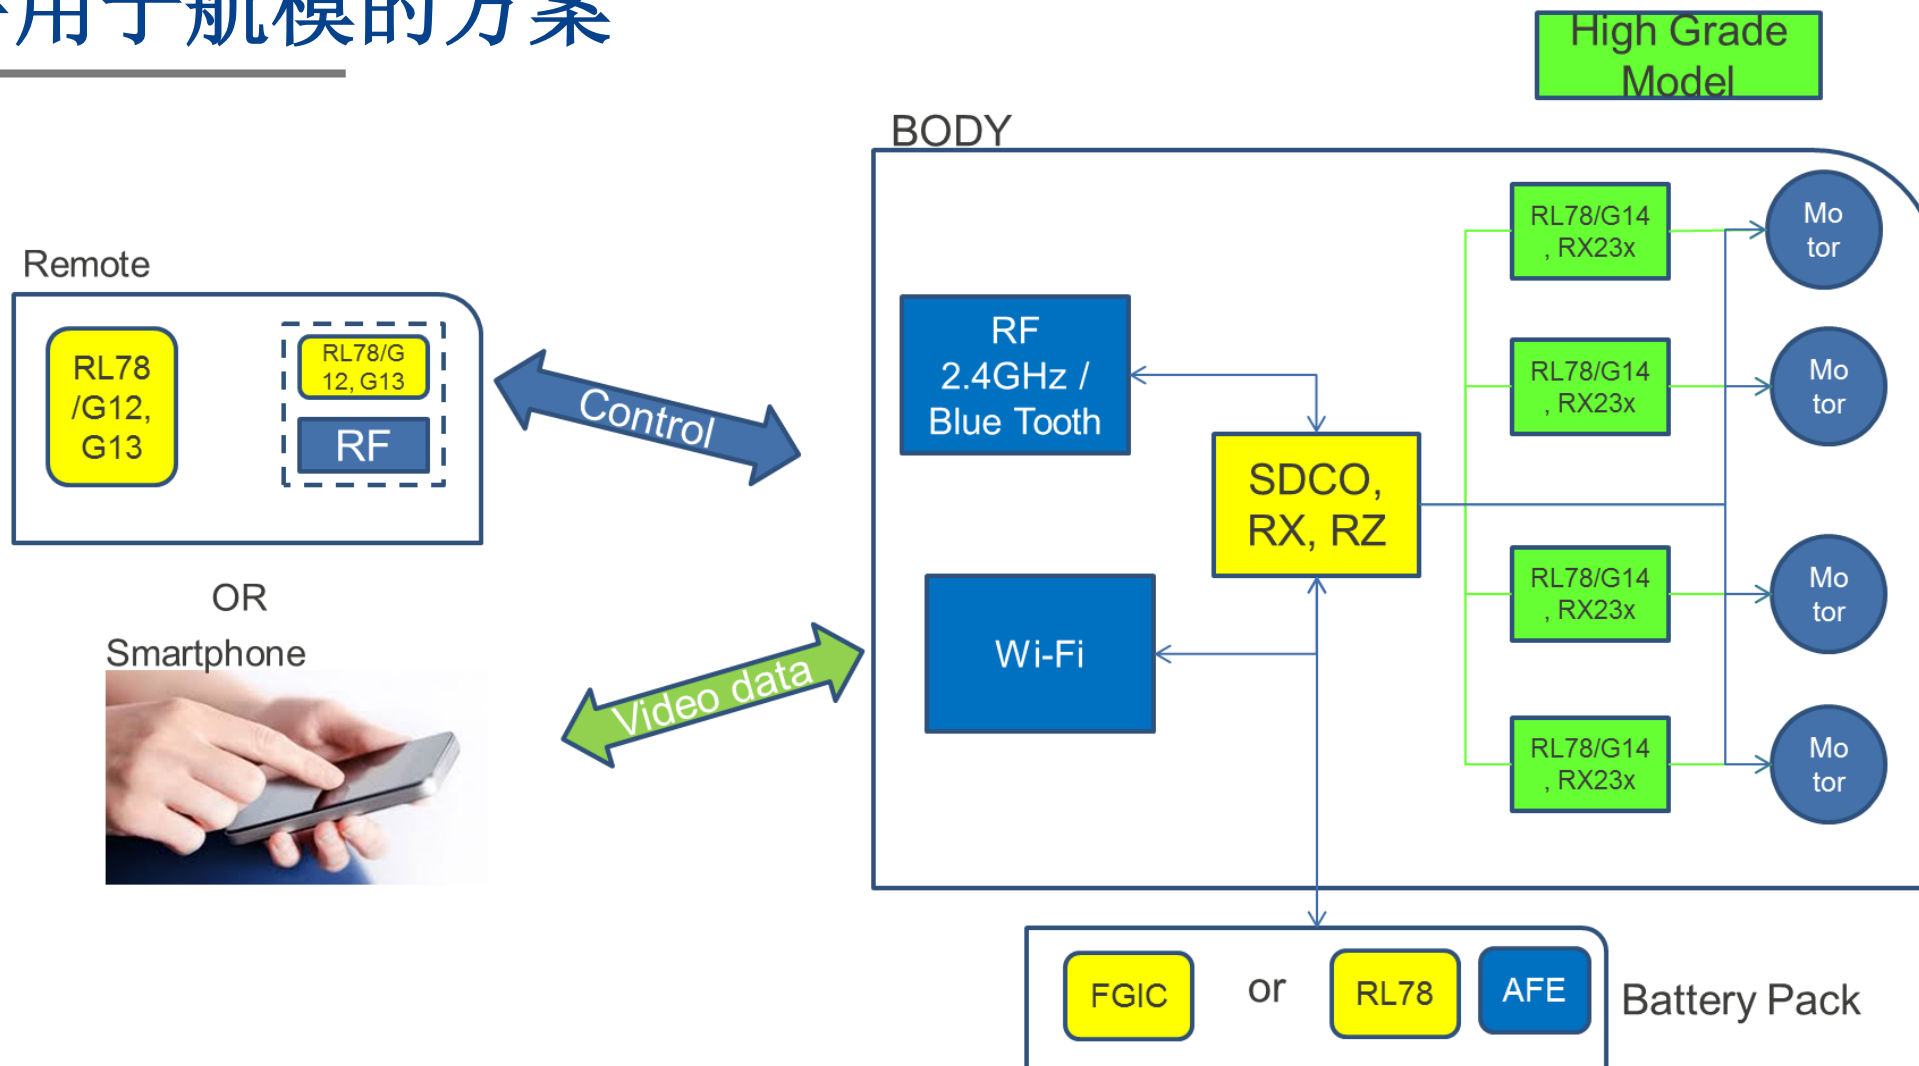 用于航模的方案
High Grade
Model
BODY
Remote
RL78
/G12,
G13
RL78/G
12, G13
RF
Control
OR
Smartphone
Video data
RF
2.4GHz /
Blue Tooth
Wi-Fi
SDCO,
RX, RZ
RL78/G14
, RX23x
Mo
tor
RL78/G14
, RX23x
Mo
tor
RL78/G14
, RX23x
Mo
tor
RL78/G14
, RX23x
Mo
tor
FGIC
or
RL78
AFE
Battery Pack